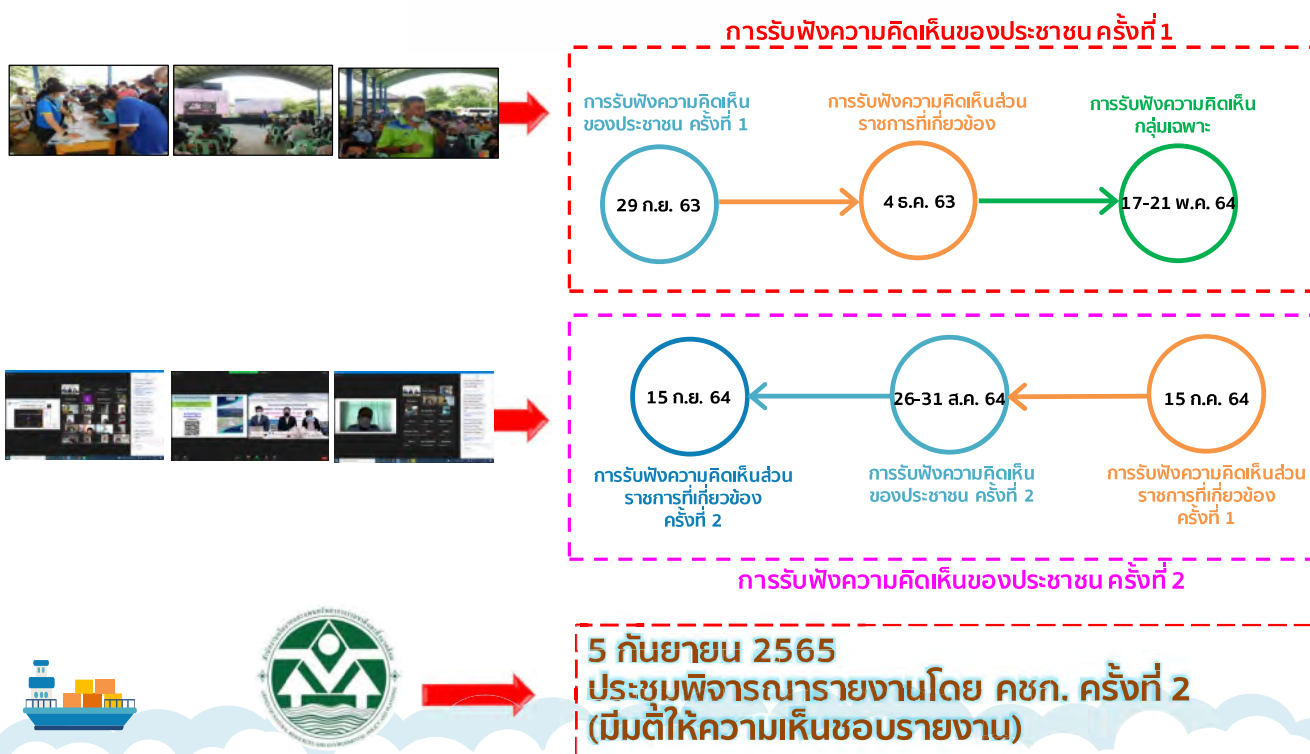 การรับฟังความคิดเห็นของประชาชน ครั้งที่ 1
การรับฟังความคิดเห็น
ของประชาชน ครั้งที่ 1
การรับฟังความคิดเห็นส่วน
ราชการที่เกี่ยวข้อง
การรับฟังความคิดเห็น
กลุ่มเฉพาะ
29 ก.ย. 63
4 ธ.ค. 63
17-21 พ.ค. 64
15 ก.ย. 64
26-31 ส.ค. 64
15 ก.ค. 64
การรับฟังความคิดเห็นส่วน
ราชการที่เกี่ยวข้อง
ครั้งที่ 2
การรับฟังความคิดเห็น
ของประชาชน ครั้งที่ 2
การรับฟังความคิดเห็นส่วน
ราชการที่เกี่ยวข้อง
ครั้งที่ 1
การรับฟังความคิดเห็นของประชาชน ครั้งที่ 2
5 กันยายน 2565
ประชุมพิจารณารายงานโดย คชก. ครั้งที่ 2
(มีมติให้ความเห็นชอบรายงาน)